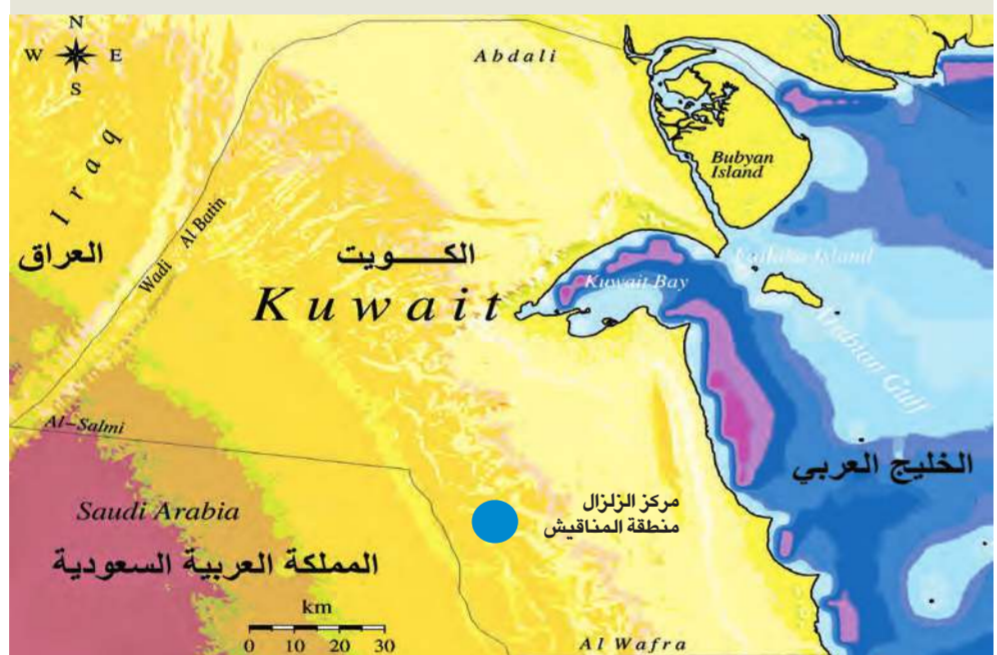 N
W E
S
Abdali
Iraq
Bubyan
Island
Al Batin
Wadi
العراق
الكـــويت
Kuwait
Failaka Island
Kuwait Bay
Arabian Gulf
Al-Salmi
الخليج العربي
مركز الزلزال
منطقة المناقيش
Saudi Arabia
المملكة العربية السعودية
km
0 10 20 30
Al Wafra